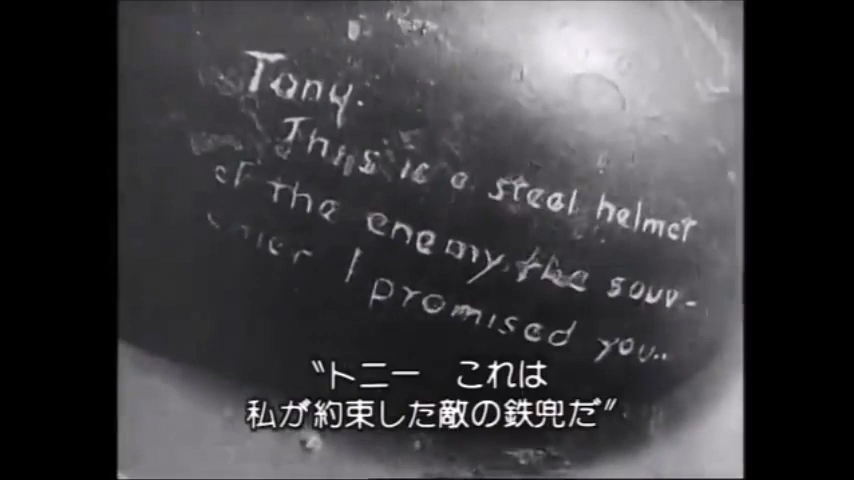 Tony.
This is a steel helmet
of the enemy, the souv-
enier I promised you..
〝トニー　これは
私が約束した敵の鉄兜だ〞